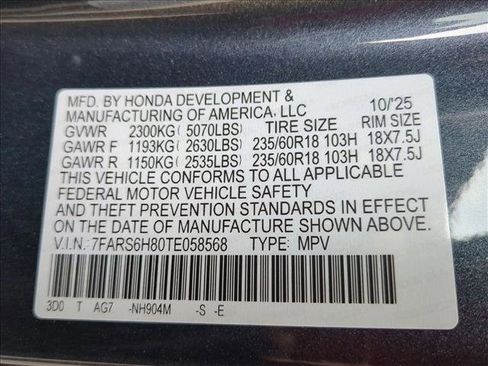 MFD. BY HONDA DEVELOPMENT &
MANUFACTURING OF AMERICA, LLC 10/'25
GVWR 2300KG (5070LBS) TIRE SIZE RIM SIZE
GAWR F 1193KG (2630LBS) 235/60R18 103H 18X7.5J
GAWR R 1150KG (2535LBS) 235/60R18 103H 18X7.5J
THIS VEHICLE CONFORMS TO ALL APPLICABLE
FEDERAL MOTOR VEHICLE SAFETY
AND THEFT PREVENTION STANDARDS IN EFFECT
ON THE DATE OF MANUFACTURE SHOWN ABOVE.
V.I.N.: 7FARS6H80TE058568 TYPE: MPV
3D0 T AG7 -NH904M -S -E